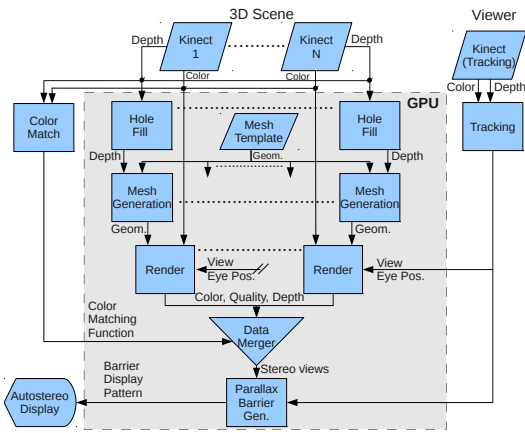 3D Scene
Viewer
Depth
Kinect
1
Kinect
N
Depth
Kinect
(Tracking)
Color
Color
Color
Depth
GPU
Color
Match
Hole
Fill
Mesh
Template
Hole
Fill
Tracking
Depth
Geom.
Depth
Mesh
Generation
Mesh
Generation
Geom.
Geom.
Render
View
Eye Pos.
Render
View
Eye Pos.
Color, Quality, Depth
Color
Matching
Function
Data
Merger
Stereo views
Barrier
Display
Pattern
Autostereo
Display
Parallax
Barrier
Gen.